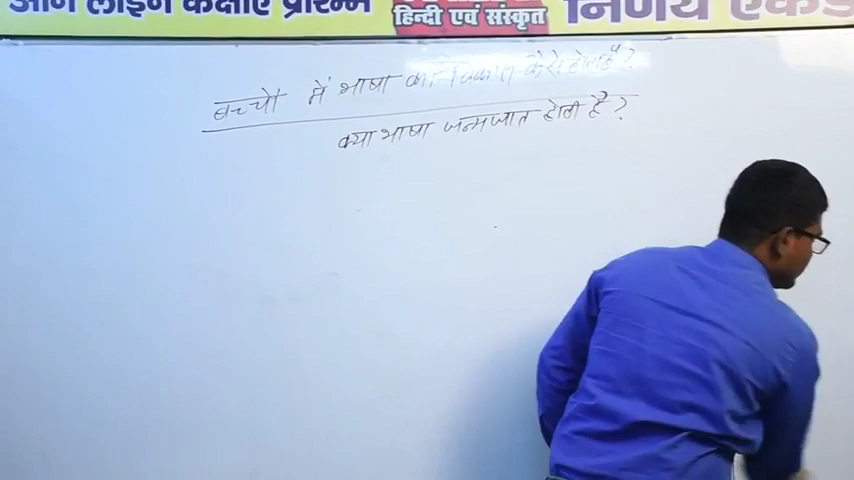 ऑन लाइन कक्षाएँ प्रारम्भ
हिन्दी एवं संस्कृत
निर्णय एकेड
बच्चों में भाषा का विकास कैसे होता है?
क्या भाषा जन्मजात होती है?